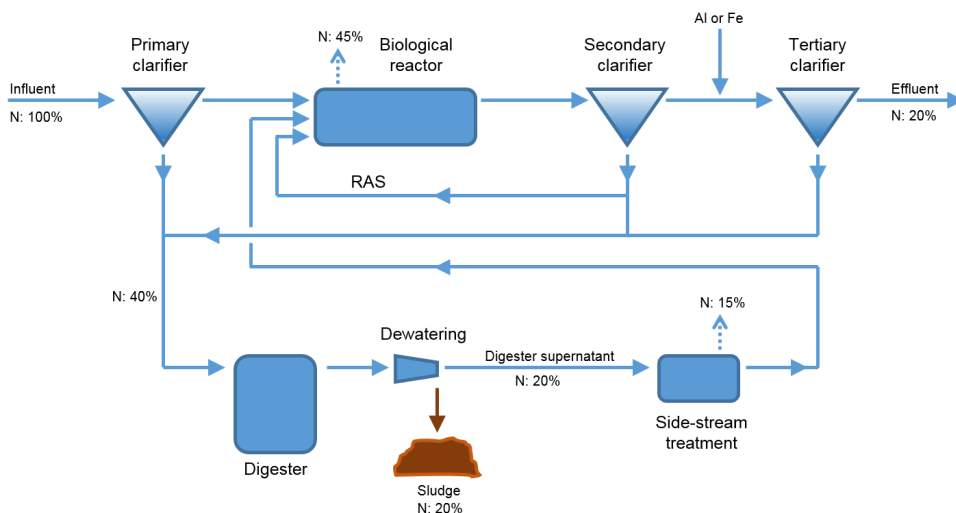 Al or Fe
Primary
clarifier
N: 45%
Biological
reactor
Secondary
clarifier
Tertiary
clarifier
Influent
N: 100%
Effluent
N: 20%
RAS
N: 40%
N: 15%
Dewatering
Digester supernatant
N: 20%
Side-stream
treatment
Digester
Sludge
N: 20%